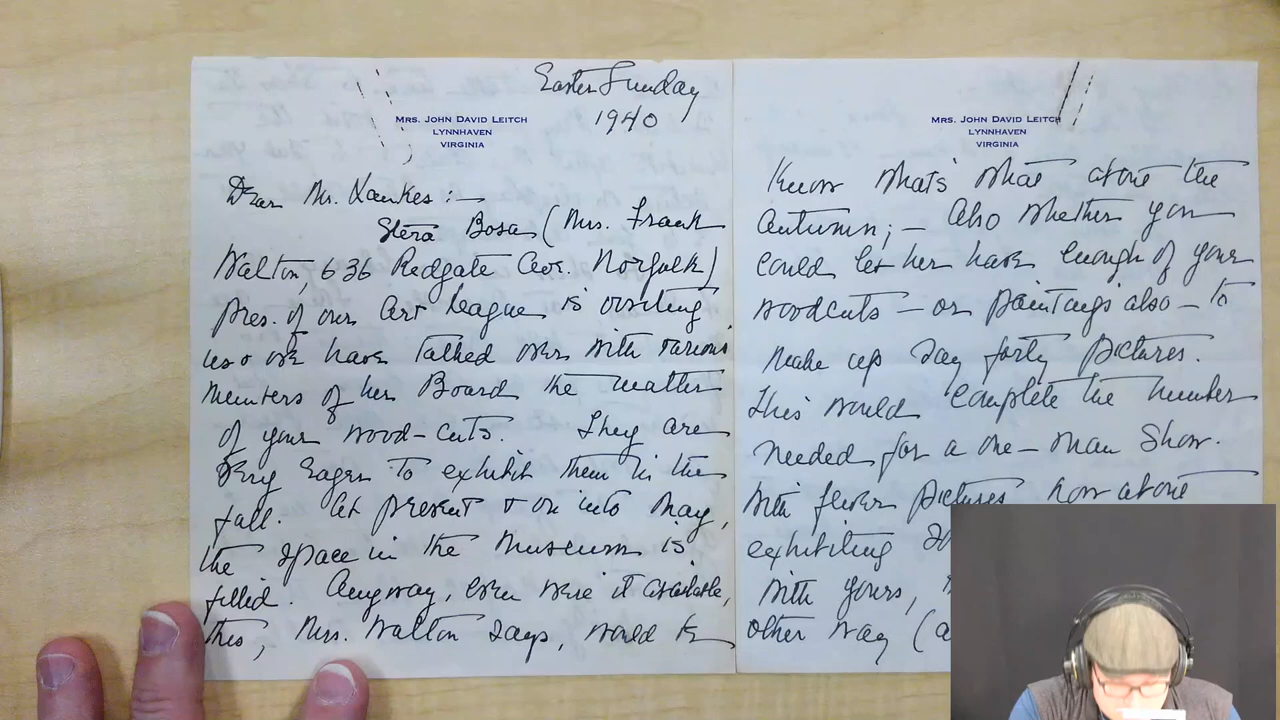 Easter Sunday
1940
MRS. JOHN DAVID LEITCH
LYNNHAVEN
VIRGINIA
Dear Mr. Lankes:—
(Mrs. Frank
Walton, 636 Redgate Ave. Norfolk)
pres. of our Art League is visiting
us & we have talked over with various
members of her Board the matter
of your wood-cuts. They are
very eager to exhibit them in the
fall. At present & on into May,
the space in the Museum is
filled. Anyway, even were it available,
this, Mrs. Walton says, would be
MRS. JOHN DAVID LEITCH
LYNNHAVEN
VIRGINIA
Know what's what about the
Autumn; — Also whether you
could let her have enough of your
woodcuts — or paintings also — to
make up say forty pictures.
This would complete the number
needed for a one-man show.
With fewer pictures, how about
exhibiting
with yours,
other way (